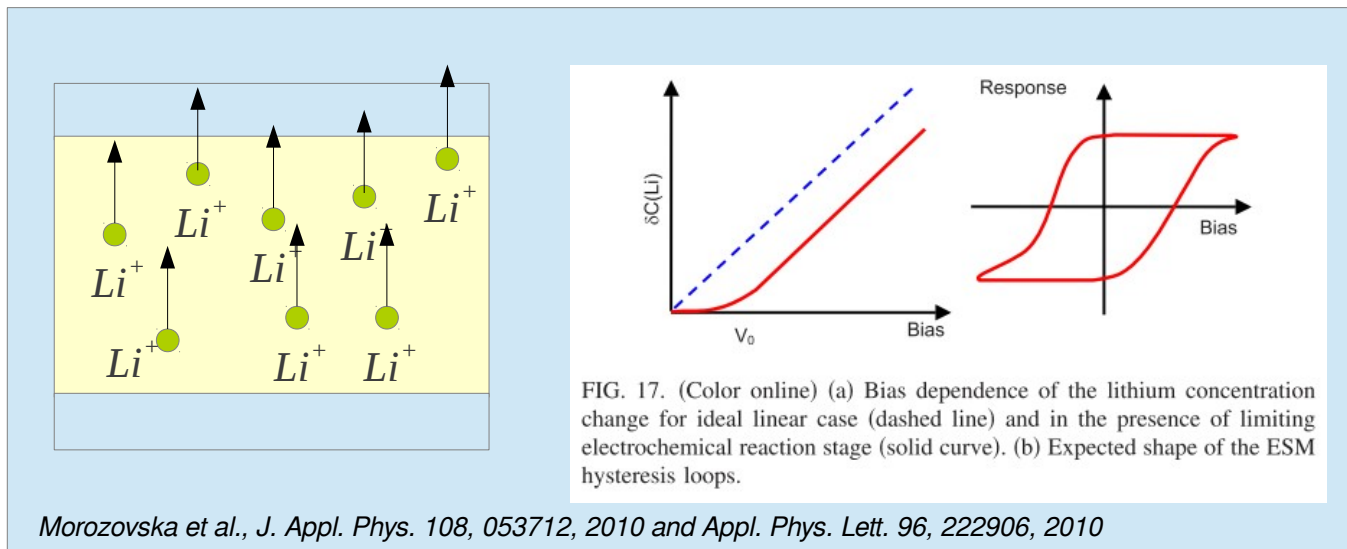 Li+
Li+
Li+
Li+
Li+
Li+
Li+
Li+
δC(Li)
V₀
Bias
Response
Bias
FIG. 17. (Color online) (a) Bias dependence of the lithium concentration
change for ideal linear case (dashed line) and in the presence of limiting
electrochemical reaction stage (solid curve). (b) Expected shape of the ESM
hysteresis loops.
Morozovska et al., J. Appl. Phys. 108, 053712, 2010 and Appl. Phys. Lett. 96, 222906, 2010